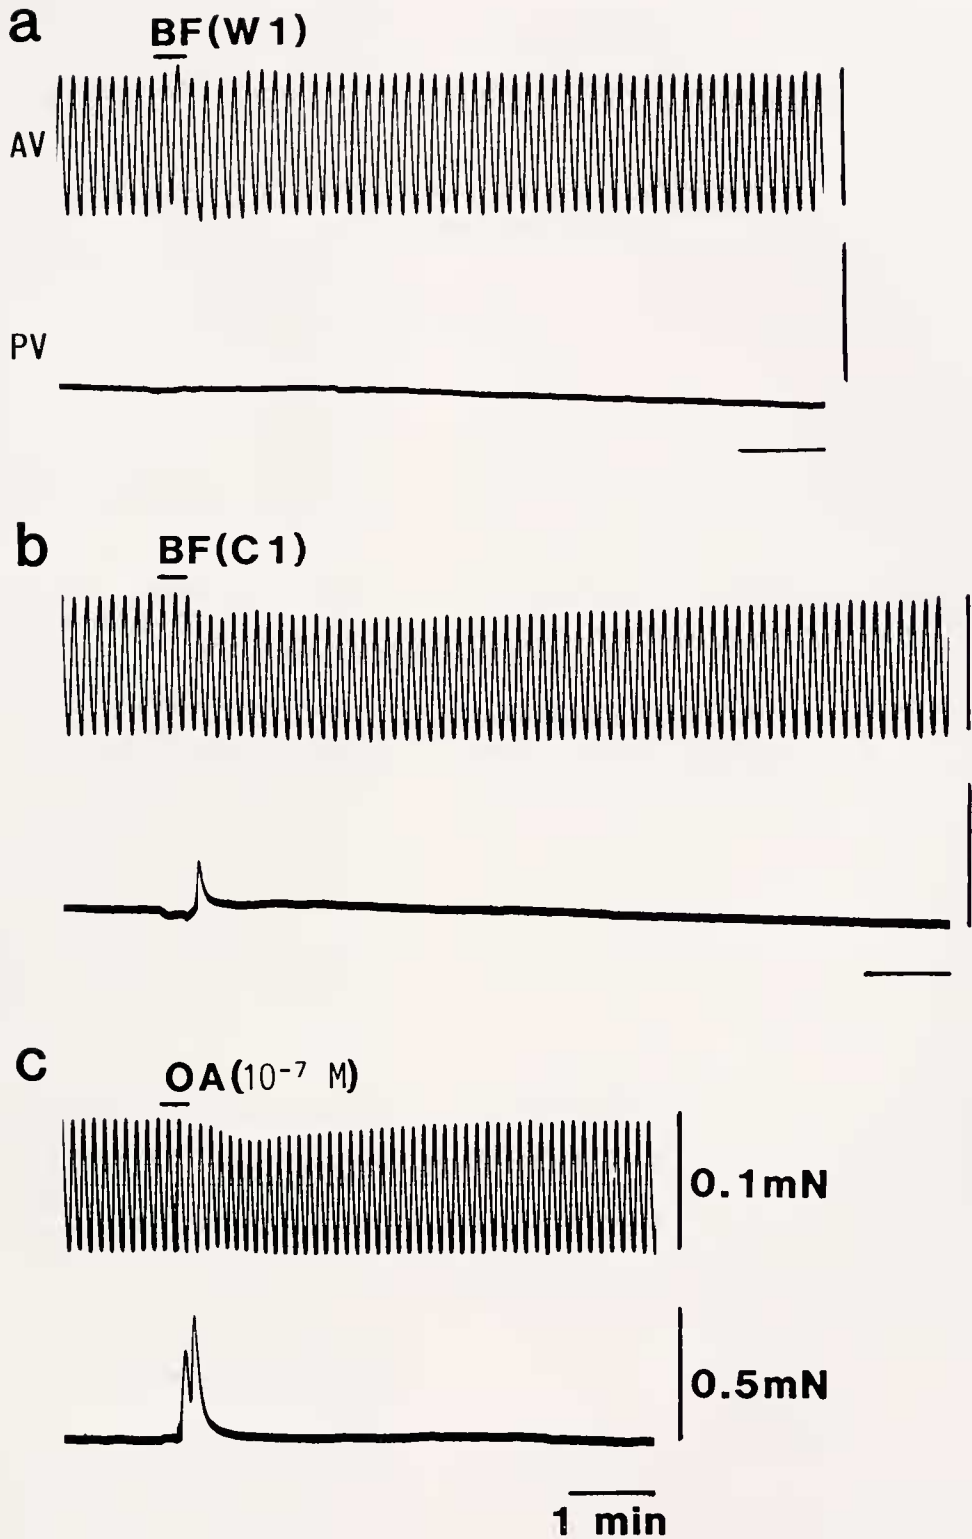 a
BF(W1)
AV
PV
b
BF(C1)
c
OA(10⁻⁷ M)
0.1mN
0.5mN
1 min